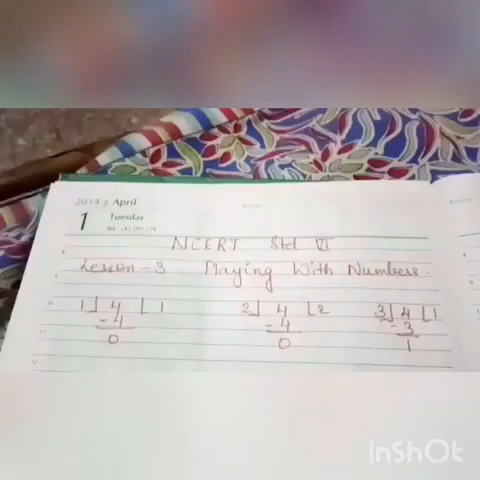 2014 April
1 Tuesday
NCERT Std VI
Lesson-3 Playing With Numbers.
1 4 1 2 4 2 3 4 1
-4 -4 -3
0 0 1
InShOt